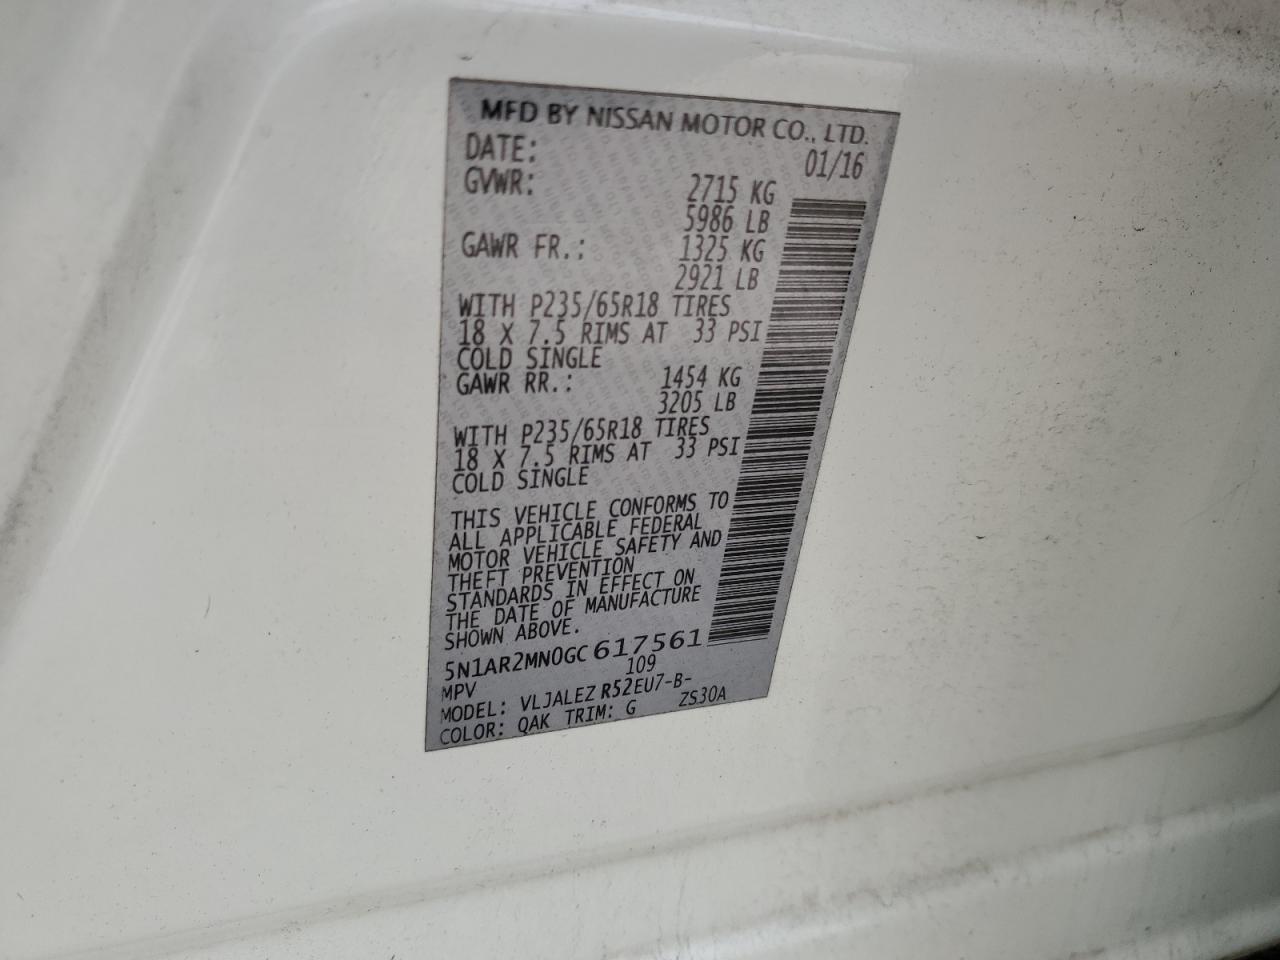 MFD BY NISSAN MOTOR CO., LTD.
DATE: 01/16
GVWR: 2715 KG
5986 LB
GAWR FR.: 1325 KG
2921 LB
WITH P235/65R18 TIRES
18 X 7.5 RIMS AT 33 PSI
COLD SINGLE
GAWR RR.: 1454 KG
3205 LB
WITH P235/65R18 TIRES
18 X 7.5 RIMS AT 33 PSI
COLD SINGLE
THIS VEHICLE CONFORMS TO
ALL APPLICABLE FEDERAL
MOTOR VEHICLE SAFETY AND
THEFT PREVENTION
STANDARDS IN EFFECT ON
THE DATE OF MANUFACTURE
SHOWN ABOVE.
5N1AR2MN0GC617561
MPV 109
MODEL: VLJALEZ R52EU7-B-
COLOR: QAK TRIM: G ZS30A